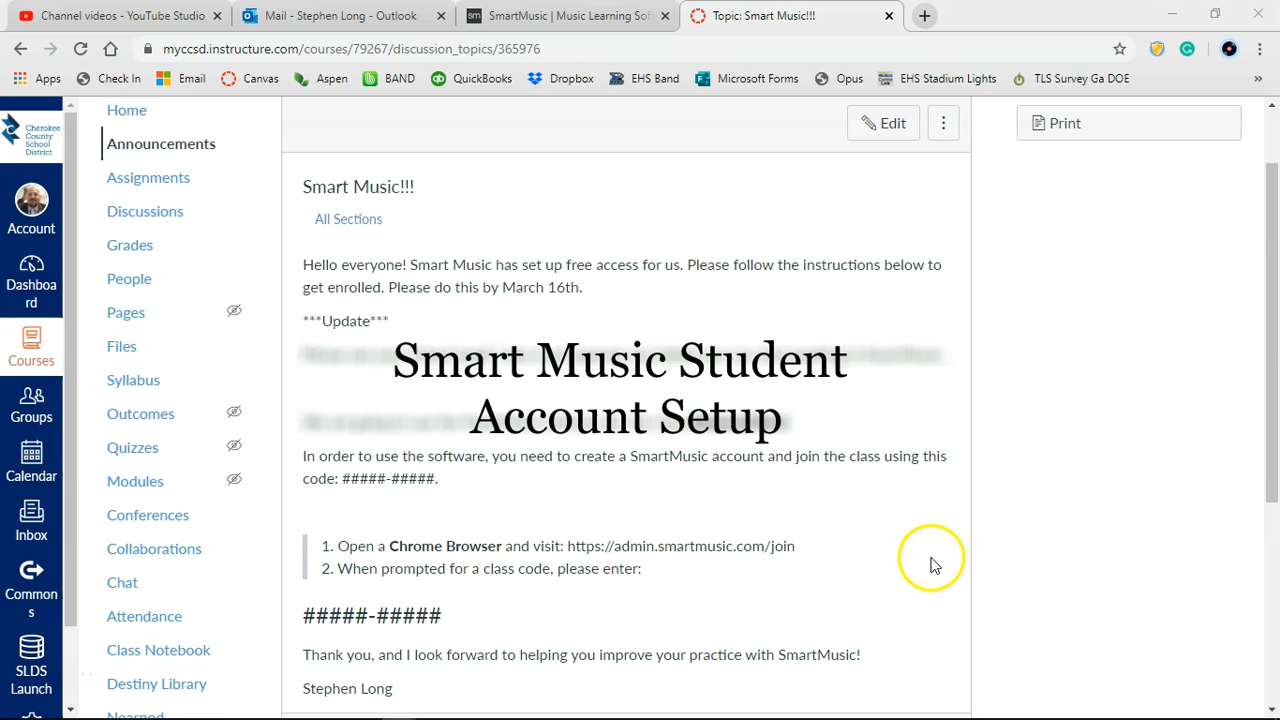 Channel videos - YouTube Studio
Mail - Stephen Long - Outlook
SmartMusic | Music Learning Sof
Topic: Smart Music!!!
myccsd.instructure.com/courses/79267/discussion_topics/365976
Apps Check In Email Canvas Aspen BAND QuickBooks Dropbox EHS Band Microsoft Forms Opus EHS Stadium Lights TLS Survey Ga DOE »
Cherokee
County
School
District
Account
Dashboa
rd
Courses
Groups
Calendar
Inbox
Common
s
SLDS
Launch
Home
Announcements
Assignments
Discussions
Grades
People
Pages
Files
Syllabus
Outcomes
Quizzes
Modules
Conferences
Collaborations
Chat
Attendance
Class Notebook
Destiny Library
Nearpod
Edit
Print
Smart Music!!!
All Sections
Hello everyone! Smart Music has set up free access for us. Please follow the instructions below to
get enrolled. Please do this by March 16th.
***Update***
Smart Music Student
Account Setup
In order to use the software, you need to create a SmartMusic account and join the class using this
code: #####-#####.
1. Open a Chrome Browser and visit: https://admin.smartmusic.com/join
2. When prompted for a class code, please enter:
#####-#####
Thank you, and I look forward to helping you improve your practice with SmartMusic!
Stephen Long